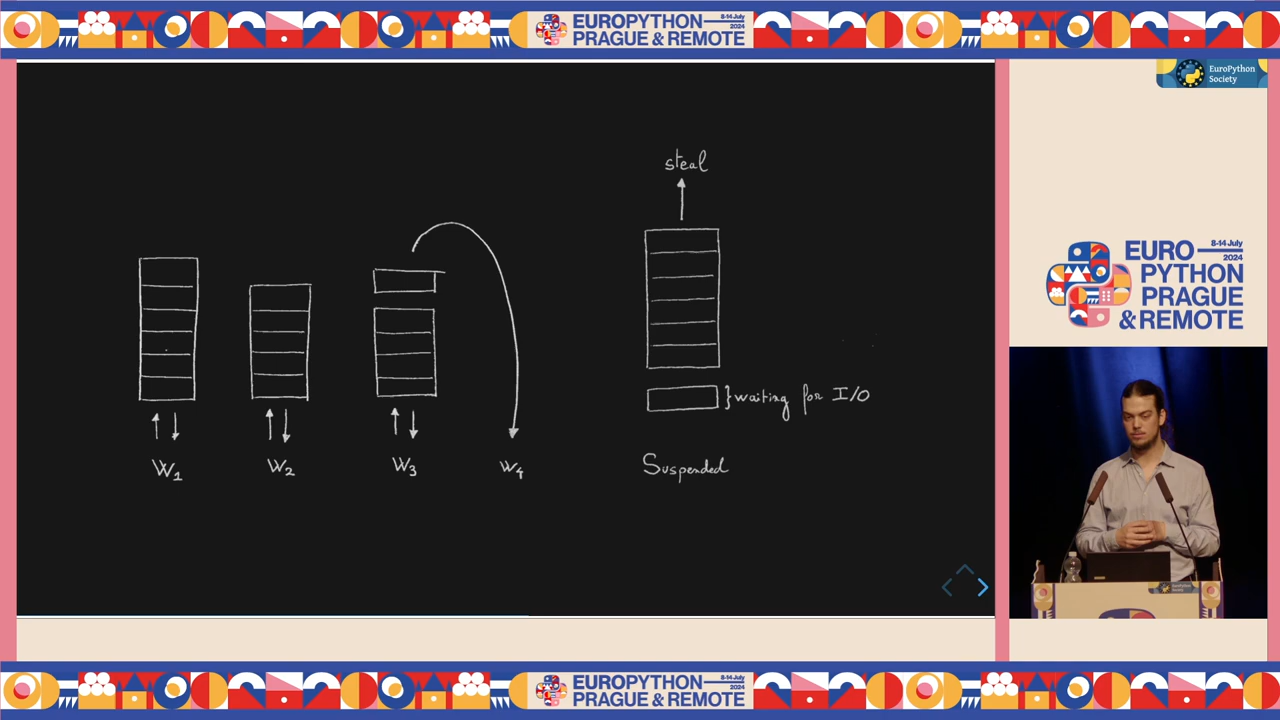 EUROPYTHON
8-14 July
2024
PRAGUE & REMOTE
EuroPython
Society
steal
}waiting for I/O
W1
W2
W3
W4
Suspended
EURO
8-14 July
2024
PYTHON
PRAGUE
& REMOTE
EUROPYTHON
8-14 July
2024
PRAGUE & REMOTE